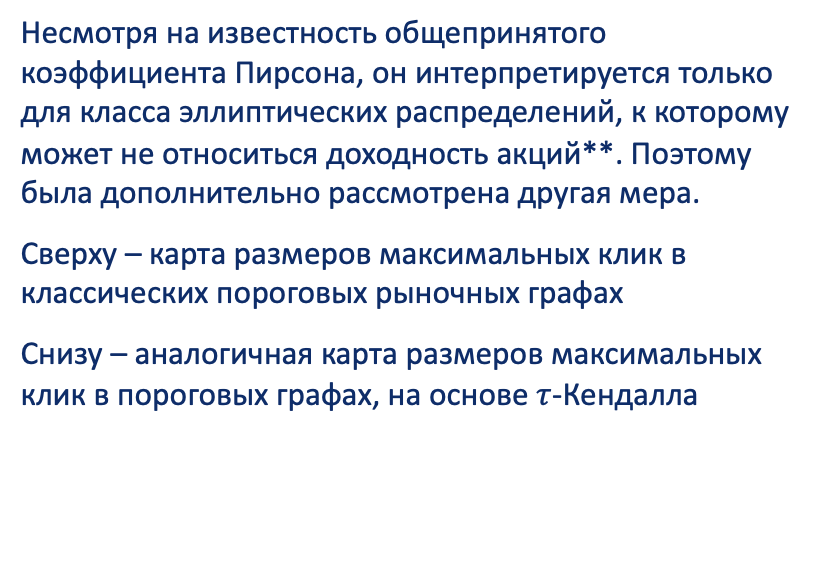 Несмотря на известность общепринятого
коэффициента Пирсона, он интерпретируется только
для класса эллиптических распределений, к которому
может не относиться доходность акций**. Поэтому
была дополнительно рассмотрена другая мера.
Сверху – карта размеров максимальных клик в
классических пороговых рыночных графах
Снизу – аналогичная карта размеров максимальных
клик в пороговых графах, на основе 𝜏-Кендалла